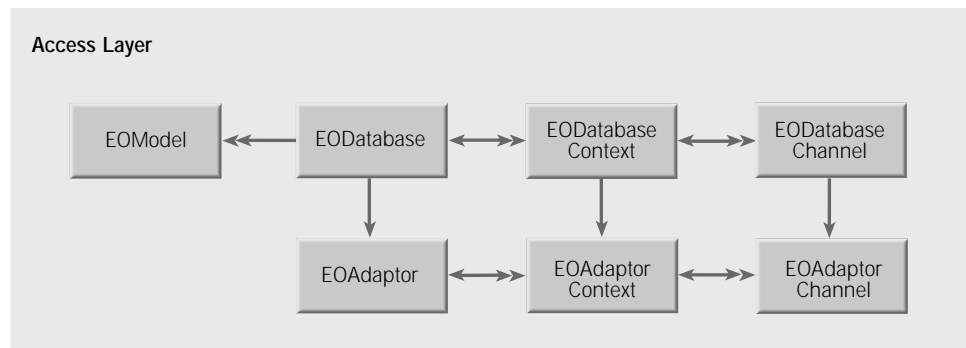 Access Layer
EOModel
EODatabase
EODatabase
Context
EODatabase
Channel
EOAdaptor
EOAdaptor
Context
EOAdaptor
Channel